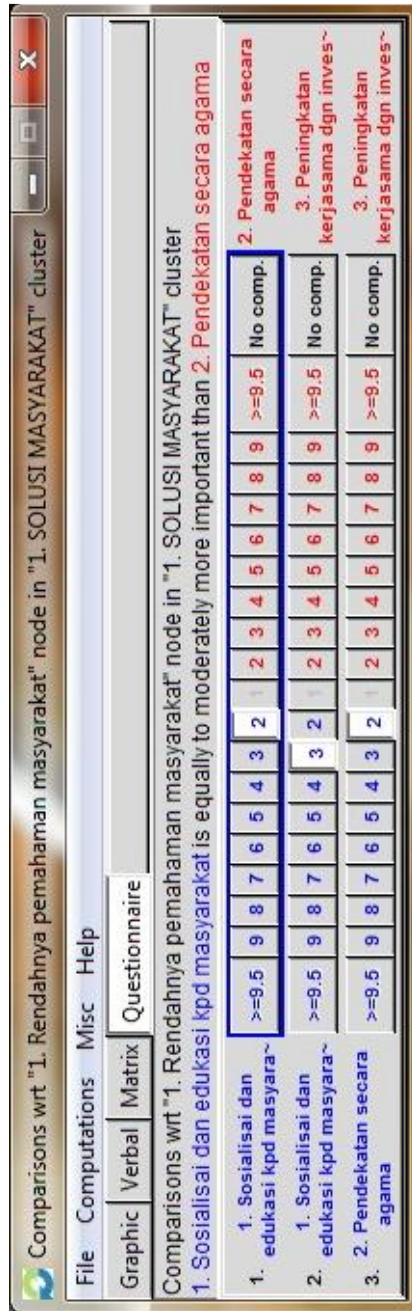 Comparisons wrt "1. Rendahnya pemahaman masyarakat" node in "1. SOLUSI MASYARAKAT" cluster
File Computations Misc Help
Graphic Verbal Matrix Questionnaire
Comparisons wrt "1. Rendahnya pemahaman masyarakat" node in "1. SOLUSI MASYARAKAT" cluster
1. Sosialisai dan edukasi kpd masyarakat is equally to moderately more important than 2. Pendekatan secara agama
1. 1. Sosialisai dan
edukasi kpd masyara~
>=9.5 9 8 7 6 5 4 3 2 1 2 3 4 5 6 7 8 9 >=9.5 No comp.
2. Pendekatan secara
agama
2. 1. Sosialisai dan
edukasi kpd masyara~
>=9.5 9 8 7 6 5 4 3 2 1 2 3 4 5 6 7 8 9 >=9.5 No comp.
3. Peningkatan
kerjasama dgn inves~
3. 2. Pendekatan secara
agama
>=9.5 9 8 7 6 5 4 3 2 1 2 3 4 5 6 7 8 9 >=9.5 No comp.
3. Peningkatan
kerjasama dgn inves~